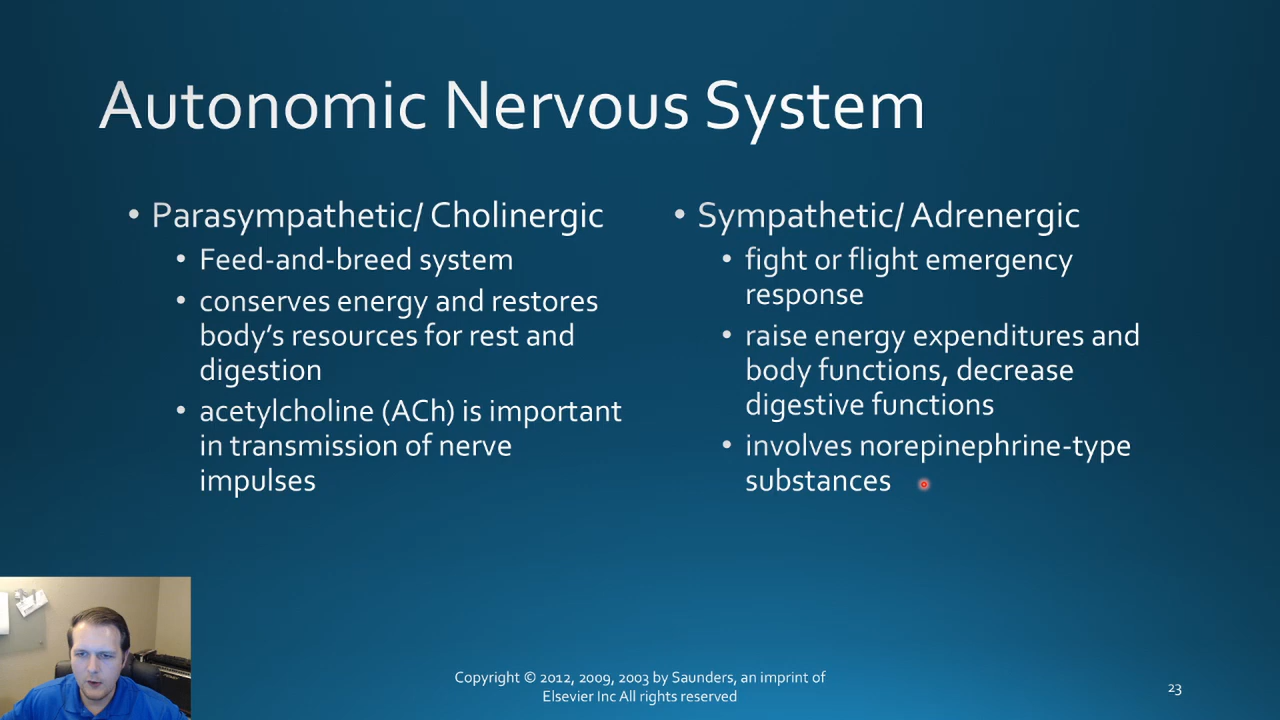 Autonomic Nervous System
• Parasympathetic/ Cholinergic
• Feed-and-breed system
• conserves energy and restores
body's resources for rest and
digestion
• acetylcholine (ACh) is important
in transmission of nerve
impulses
• Sympathetic/ Adrenergic
• fight or flight emergency
response
• raise energy expenditures and
body functions, decrease
digestive functions
• involves norepinephrine-type
substances
Copyright © 2012, 2009, 2003 by Saunders, an imprint of
Elsevier Inc All rights reserved
23